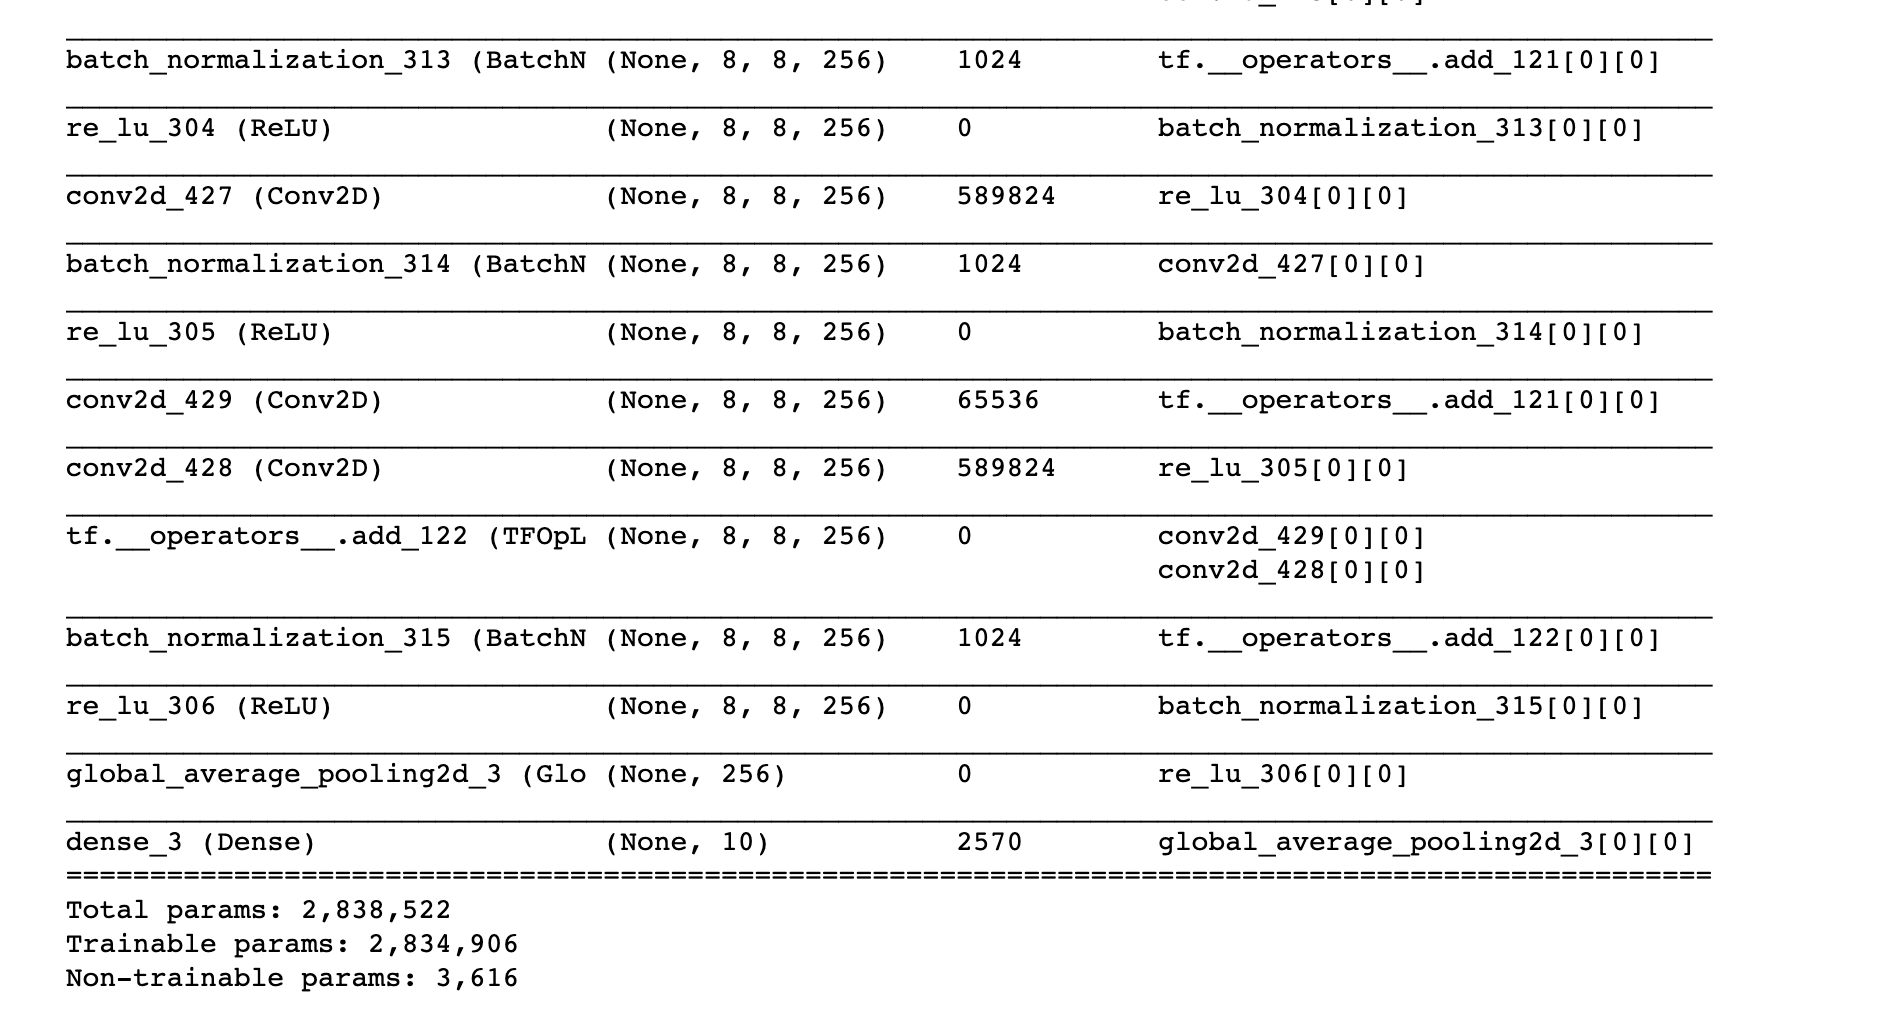 batch_normalization_313 (BatchN (None, 8, 8, 256) 1024 tf.__operators__.add_121[0][0]
re_lu_304 (ReLU) (None, 8, 8, 256) 0 batch_normalization_313[0][0]
conv2d_427 (Conv2D) (None, 8, 8, 256) 589824 re_lu_304[0][0]
batch_normalization_314 (BatchN (None, 8, 8, 256) 1024 conv2d_427[0][0]
re_lu_305 (ReLU) (None, 8, 8, 256) 0 batch_normalization_314[0][0]
conv2d_429 (Conv2D) (None, 8, 8, 256) 65536 tf.__operators__.add_121[0][0]
conv2d_428 (Conv2D) (None, 8, 8, 256) 589824 re_lu_305[0][0]
tf.__operators__.add_122 (TFOpL (None, 8, 8, 256) 0 conv2d_429[0][0]
conv2d_428[0][0]
batch_normalization_315 (BatchN (None, 8, 8, 256) 1024 tf.__operators__.add_122[0][0]
re_lu_306 (ReLU) (None, 8, 8, 256) 0 batch_normalization_315[0][0]
global_average_pooling2d_3 (Glo (None, 256) 0 re_lu_306[0][0]
dense_3 (Dense) (None, 10) 2570 global_average_pooling2d_3[0][0]
Total params: 2,838,522
Trainable params: 2,834,906
Non-trainable params: 3,616